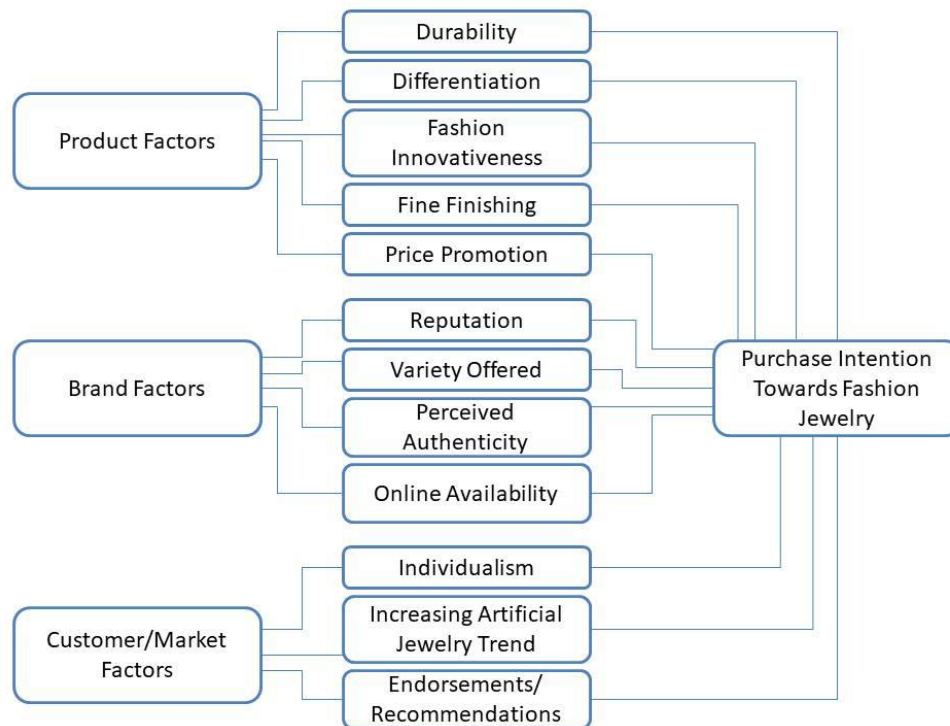 Product Factors
Durability
Differentiation
Fashion
Innovativeness
Fine Finishing
Price Promotion
Brand Factors
Reputation
Variety Offered
Perceived
Authenticity
Online Availability
Customer/Market
Factors
Individualism
Increasing Artificial
Jewelry Trend
Endorsements/
Recommendations
Purchase Intention
Towards Fashion
Jewelry